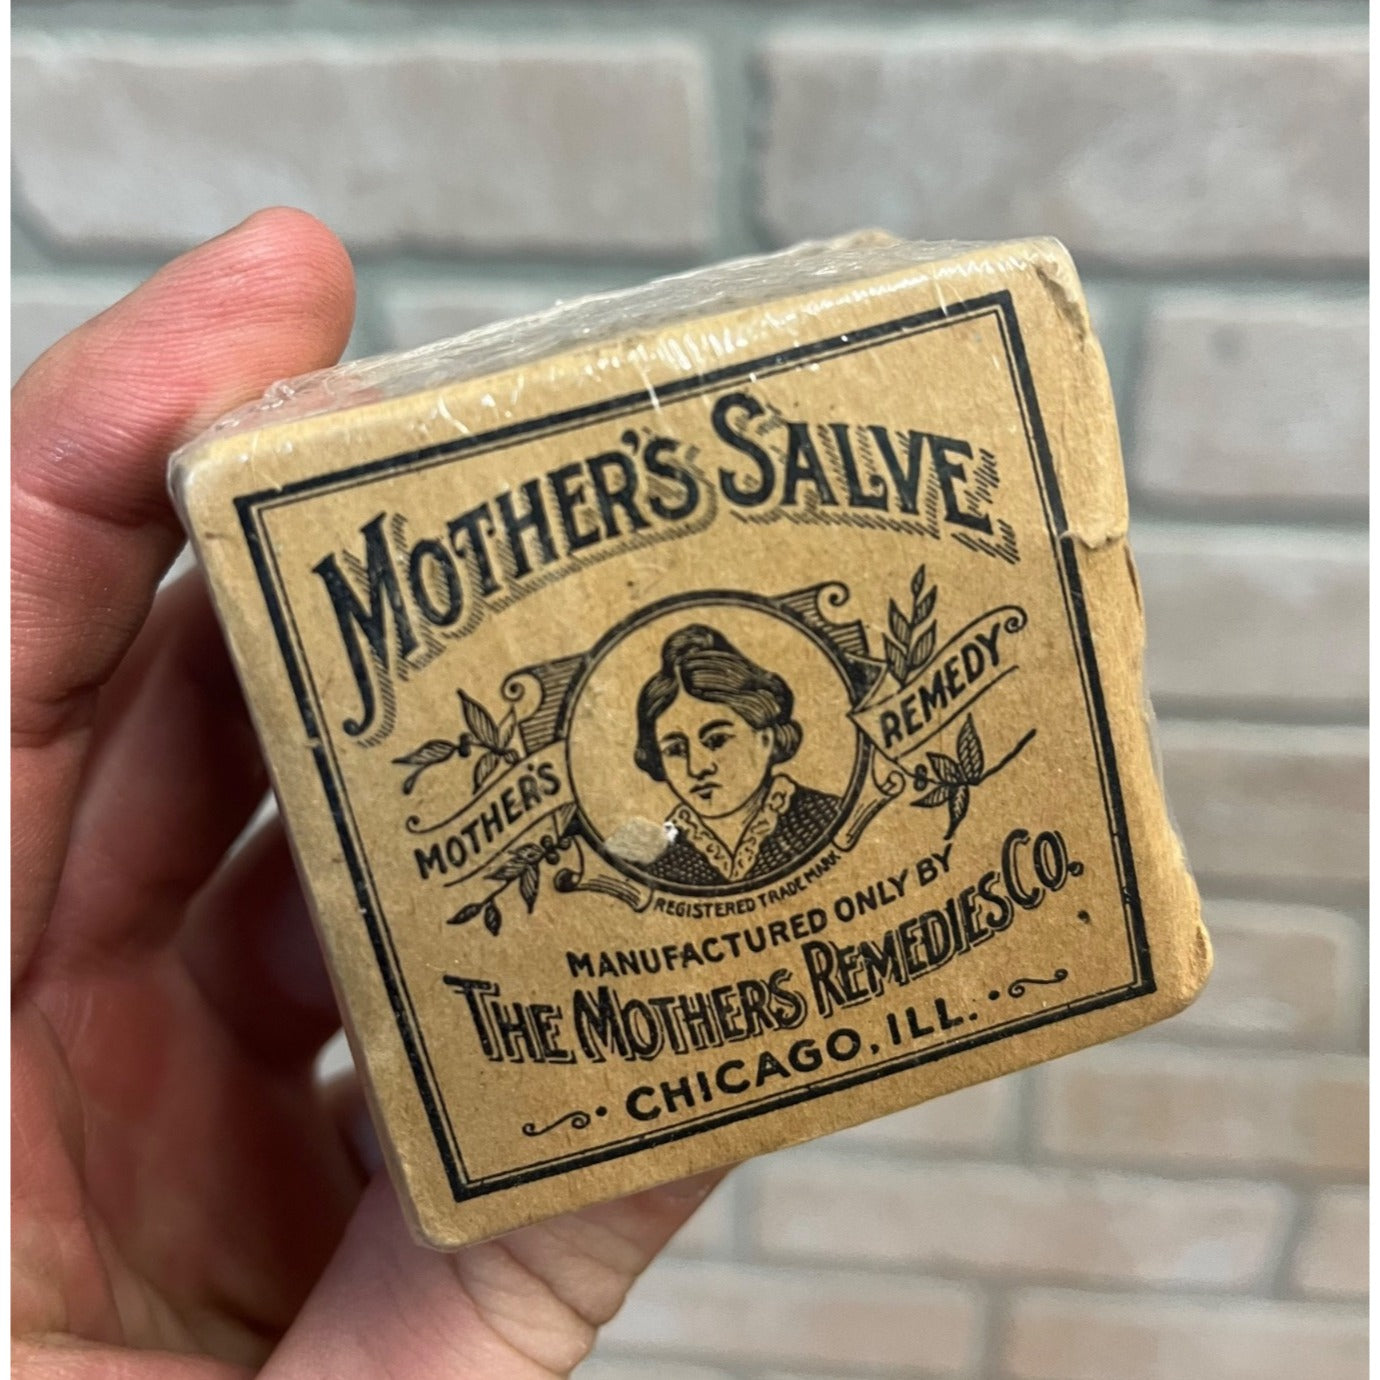 MOTHER'S SALVE
MOTHER'S REMEDY
REGISTERED TRADE MARK
MANUFACTURED ONLY BY
THE MOTHERS REMEDIES CO.
CHICAGO, ILL.